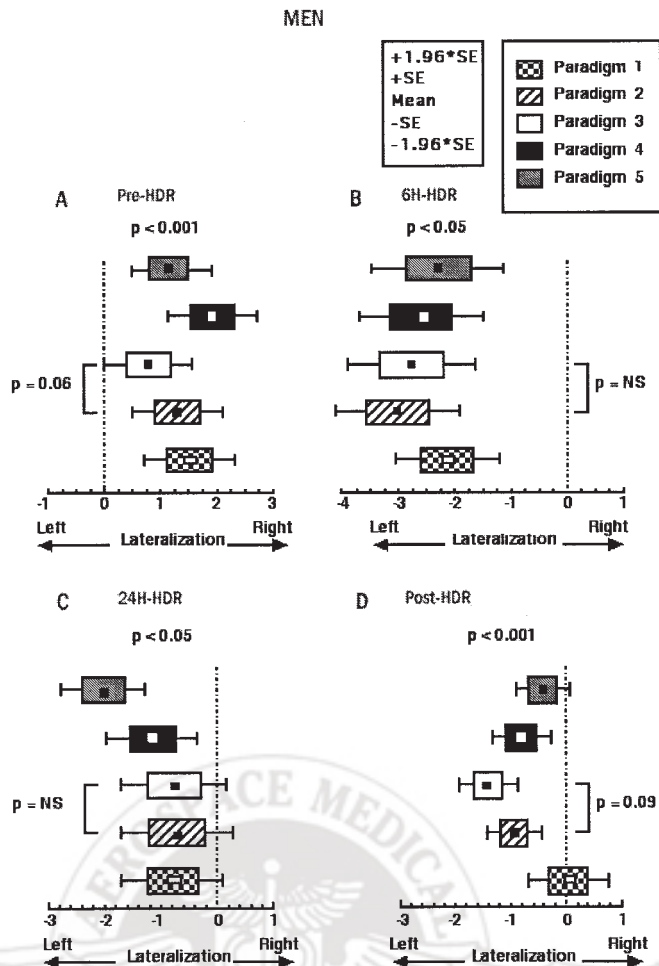 MEN
+1.96*SE
+SE
Mean
-SE
-1.96*SE
Paradigm 1
Paradigm 2
Paradigm 3
Paradigm 4
Paradigm 5
A Pre-HDR
p < 0.001
p = 0.06
-1 0 1 2 3
Left Lateralization Right
B 6H-HDR
p < 0.05
p = NS
-4 -3 -2 -1 0 1
Left Lateralization Right
C 24H-HDR
p < 0.05
p = NS
-3 -2 -1 0 1
Left Lateralization Right
D Post-HDR
p < 0.001
p = 0.09
-3 -2 -1 0 1
Left Lateralization Right
AEROSPACE MEDICAL